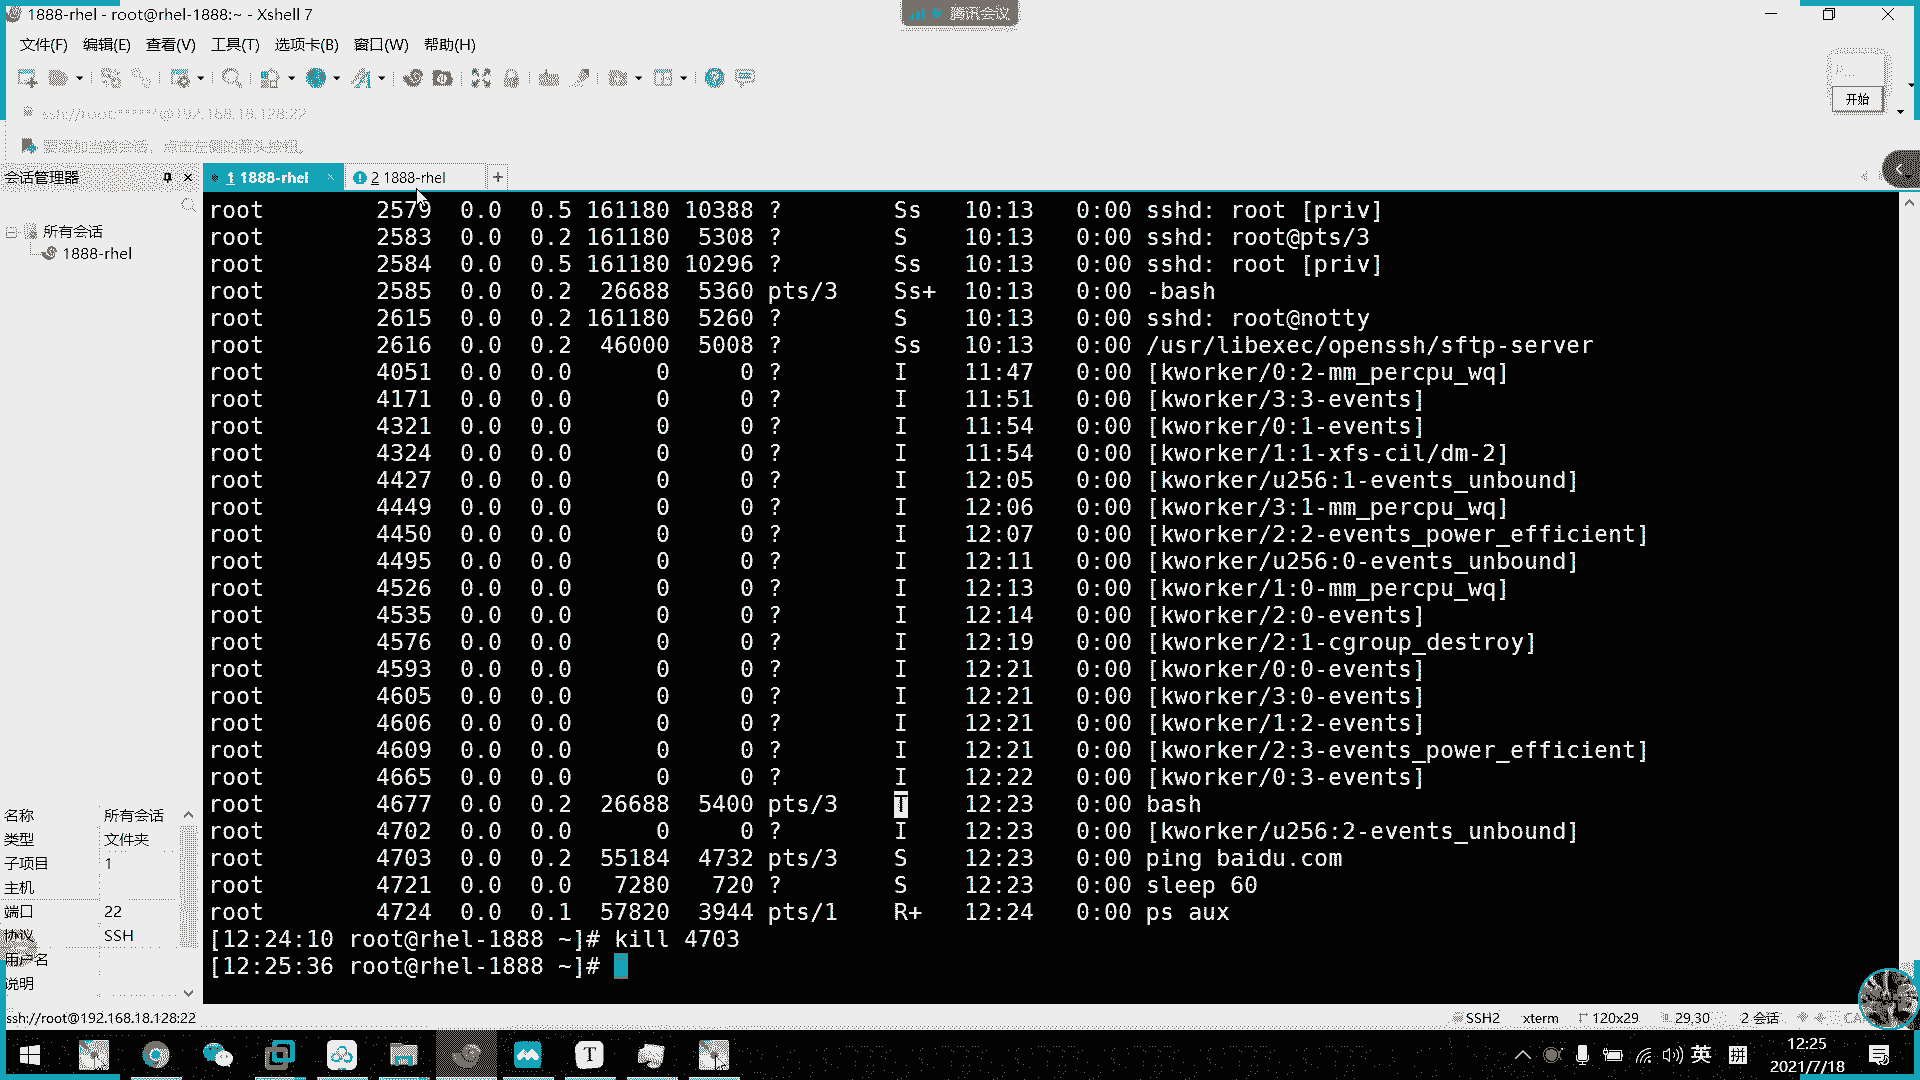 1888-rhel - root@rhel-1888:~ - Xshell 7
腾讯会议
文件(F) 编辑(E) 查看(V) 工具(T) 选项卡(B) 窗口(W) 帮助(H)
开始
ssh://root:*****@192.168.18.128:22
要添加当前会话，点击左侧的箭头按钮。
会话管理器
1 1888-rhel
2 1888-rhel
所有会话
1888-rhel
root 2579 0.0 0.5 161180 10388 ? Ss 10:13 0:00 sshd: root [priv]
root 2583 0.0 0.2 161180 5308 ? S 10:13 0:00 sshd: root@pts/3
root 2584 0.0 0.5 161180 10296 ? Ss 10:13 0:00 sshd: root [priv]
root 2585 0.0 0.2 26688 5360 pts/3 Ss+ 10:13 0:00 -bash
root 2615 0.0 0.2 161180 5260 ? S 10:13 0:00 sshd: root@notty
root 2616 0.0 0.2 46000 5008 ? Ss 10:13 0:00 /usr/libexec/openssh/sftp-server
root 4051 0.0 0.0 0 0 ? I 11:47 0:00 [kworker/0:2-mm_percpu_wq]
root 4171 0.0 0.0 0 0 ? I 11:51 0:00 [kworker/3:3-events]
root 4321 0.0 0.0 0 0 ? I 11:54 0:00 [kworker/0:1-events]
root 4324 0.0 0.0 0 0 ? I 11:54 0:00 [kworker/1:1-xfs-cil/dm-2]
root 4427 0.0 0.0 0 0 ? I 12:05 0:00 [kworker/u256:1-events_unbound]
root 4449 0.0 0.0 0 0 ? I 12:06 0:00 [kworker/3:1-mm_percpu_wq]
root 4450 0.0 0.0 0 0 ? I 12:07 0:00 [kworker/2:2-events_power_efficient]
root 4495 0.0 0.0 0 0 ? I 12:11 0:00 [kworker/u256:0-events_unbound]
root 4526 0.0 0.0 0 0 ? I 12:13 0:00 [kworker/1:0-mm_percpu_wq]
root 4535 0.0 0.0 0 0 ? I 12:14 0:00 [kworker/2:0-events]
root 4576 0.0 0.0 0 0 ? I 12:19 0:00 [kworker/2:1-cgroup_destroy]
root 4593 0.0 0.0 0 0 ? I 12:21 0:00 [kworker/0:0-events]
root 4605 0.0 0.0 0 0 ? I 12:21 0:00 [kworker/3:0-events]
root 4606 0.0 0.0 0 0 ? I 12:21 0:00 [kworker/1:2-events]
root 4609 0.0 0.0 0 0 ? I 12:21 0:00 [kworker/2:3-events_power_efficient]
root 4665 0.0 0.0 0 0 ? I 12:22 0:00 [kworker/0:3-events]
root 4677 0.0 0.2 26688 5400 pts/3 T 12:23 0:00 bash
root 4702 0.0 0.0 0 0 ? I 12:23 0:00 [kworker/u256:2-events_unbound]
root 4703 0.0 0.2 55184 4732 pts/3 S 12:23 0:00 ping baidu.com
root 4721 0.0 0.0 7280 720 ? S 12:23 0:00 sleep 60
root 4724 0.0 0.1 57820 3944 pts/1 R+ 12:24 0:00 ps aux
[12:24:10 root@rhel-1888 ~]# kill 4703
[12:25:36 root@rhel-1888 ~]#
名称 所有会话
类型 文件夹
子项目 1
主机
端口 22
协议 SSH
用户名
说明
ssh://root@192.168.18.128:22
SSH2 xterm 120x29 29,30 2 会话
英 拼
12:25
2021/7/18